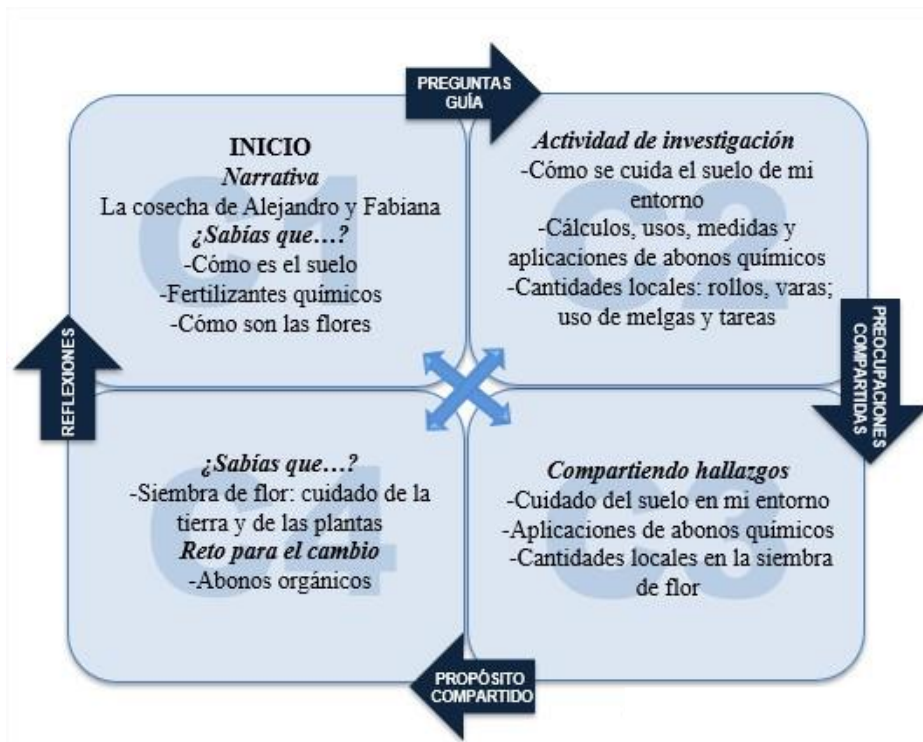 PREGUNTAS
GUÍA
C1
INICIO
Narrativa
La cosecha de Alejandro y Fabiana
¿Sabías que…?
-Cómo es el suelo
-Fertilizantes químicos
-Cómo son las flores
C2
Actividad de investigación
-Cómo se cuida el suelo de mi
entorno
-Cálculos, usos, medidas y
aplicaciones de abonos químicos
-Cantidades locales: rollos, varas;
uso de melgas y tareas
PREOCUPACIONES
COMPARTIDAS
C3
Compartiendo hallazgos
-Cuidado del suelo en mi entorno
-Aplicaciones de abonos químicos
-Cantidades locales en la siembra
de flor
PROPÓSITO
COMPARTIDO
C4
¿Sabías que…?
-Siembra de flor: cuidado de la
tierra y de las plantas
Reto para el cambio
-Abonos orgánicos
REFLEXIONES